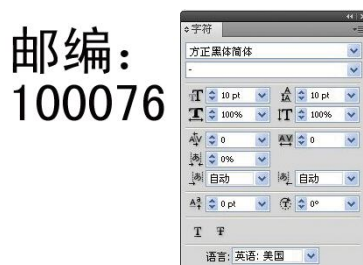 邮编：
100076
字符
方正黑体简体
-
10 pt 10 pt
100% 100%
0 0
0%
自动 自动
0 pt 0°
T T
语言: 英语: 美国